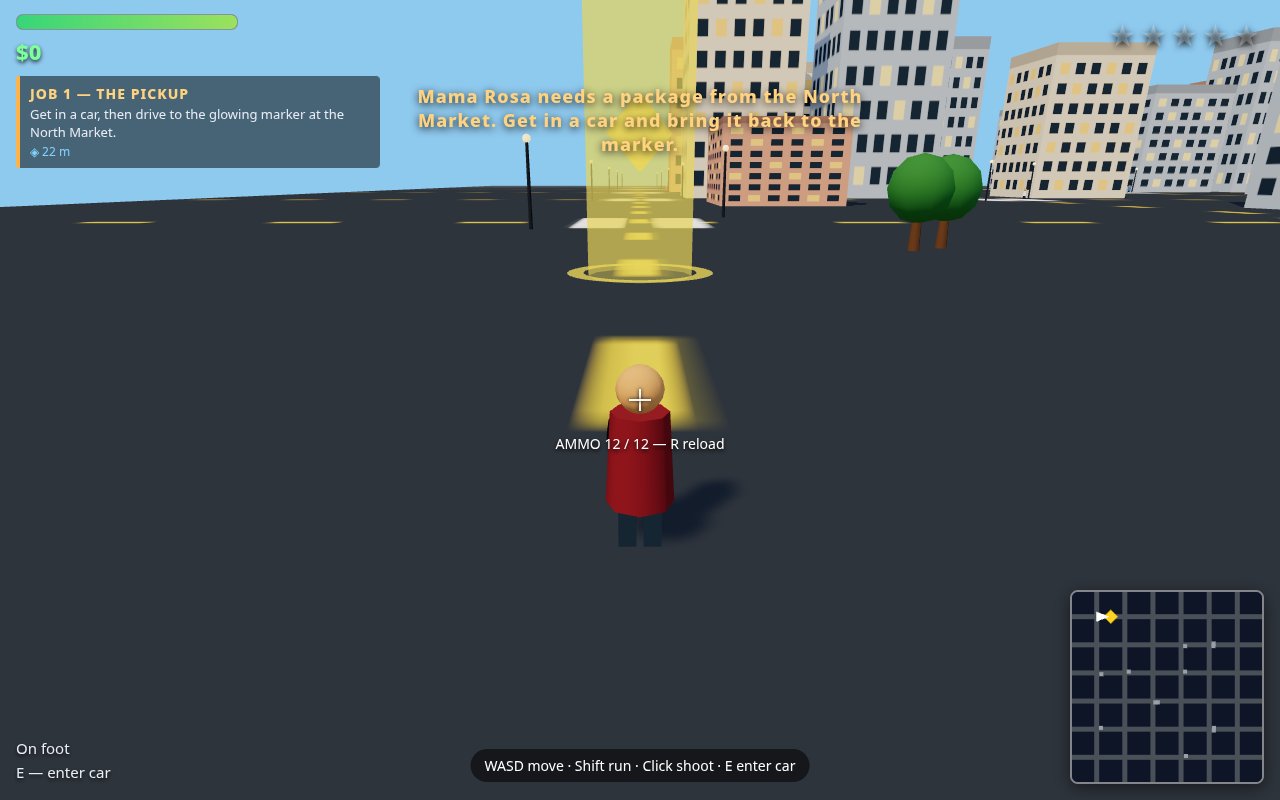 $0
JOB 1 — THE PICKUP
Get in a car, then drive to the glowing marker at the
North Market.
◈ 22 m
Mama Rosa needs a package from the North
Market. Get in a car and bring it back to the
marker.
AMMO 12 / 12 — R reload
On foot
E — enter car
WASD move · Shift run · Click shoot · E enter car